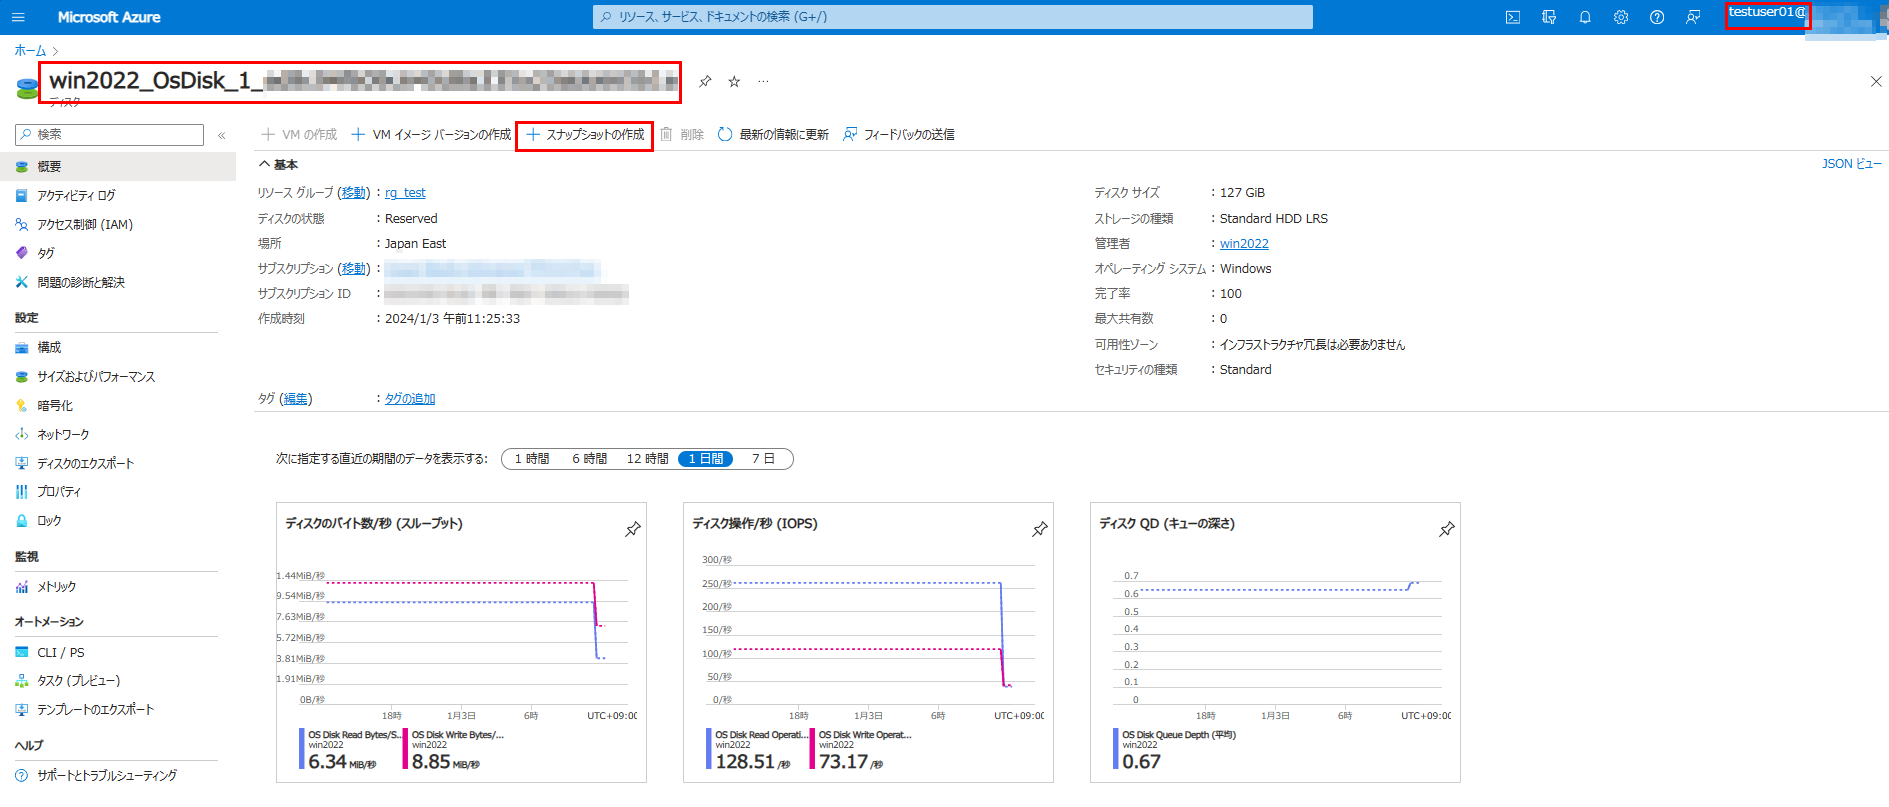 Microsoft Azure
リソース、サービス、ドキュメントの検索 (G+/)
testuser01@
ホーム
win2022_OsDisk_1_
ディスク
検索
VM の作成
VM イメージ バージョンの作成
スナップショットの作成
削除
最新の情報に更新
フィードバックの送信
概要
アクティビティ ログ
アクセス制御 (IAM)
タグ
問題の診断と解決
設定
構成
サイズおよびパフォーマンス
暗号化
ネットワーク
ディスクのエクスポート
プロパティ
ロック
監視
メトリック
オートメーション
CLI / PS
タスク (プレビュー)
テンプレートのエクスポート
ヘルプ
サポートとトラブルシューティング
基本
JSON ビュー
リソース グループ (移動) : rg_test
ディスクの状態 : Reserved
場所 : Japan East
サブスクリプション (移動) :
サブスクリプション ID :
作成時刻 : 2024/1/3 午前11:25:33
ディスク サイズ : 127 GiB
ストレージの種類 : Standard HDD LRS
管理者 : win2022
オペレーティング システム : Windows
完了率 : 100
最大共有数 : 0
可用性ゾーン : インフラストラクチャ冗長は必要ありません
セキュリティの種類 : Standard
タグ (編集) : タグの追加
次に指定する直近の期間のデータを表示する:
1 時間 6 時間 12 時間 1 日間 7 日
ディスクのバイト数/秒 (スループット)
1.44MiB/秒
9.54MiB/秒
7.63MiB/秒
5.72MiB/秒
3.81MiB/秒
1.91MiB/秒
0B/秒
18時 1月3日 6時 UTC+09:00
OS Disk Read Bytes/S...
win2022
6.34 MiB/秒
OS Disk Write Bytes/...
win2022
8.85 MiB/秒
ディスク操作/秒 (IOPS)
300/秒
250/秒
200/秒
150/秒
100/秒
50/秒
0/秒
18時 1月3日 6時 UTC+09:00
OS Disk Read Operati...
win2022
128.51 /秒
OS Disk Write Operat...
win2022
73.17 /秒
ディスク QD (キューの深さ)
0.7
0.6
0.5
0.4
0.3
0.2
0.1
0
18時 1月3日 6時 UTC+09:00
OS Disk Queue Depth (平均)
win2022
0.67